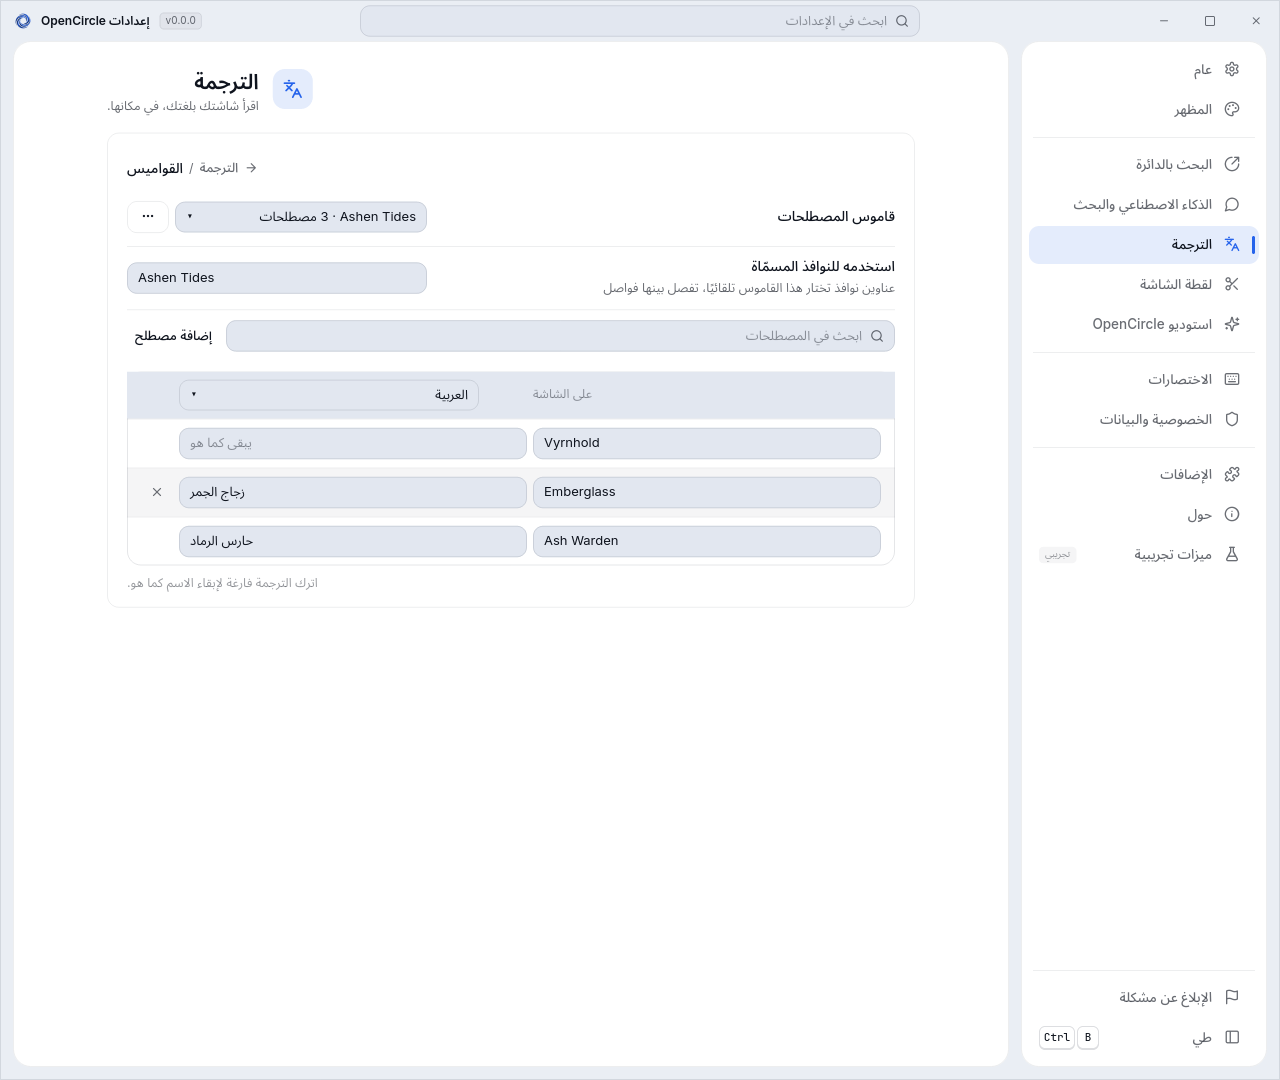 إعدادات OpenCircle
v0.0.0
ابحث في الإعدادات
عام
المظهر
البحث بالدائرة
الذكاء الاصطناعي والبحث
الترجمة
لقطة الشاشة
استوديو OpenCircle
الاختصارات
الخصوصية والبيانات
الإضافات
حول
ميزات تجريبية
تجريبي
الإبلاغ عن مشكلة
طي
Ctrl B
الترجمة
اقرأ شاشتك بلغتك، في مكانها.
الترجمة / القواميس
قاموس المصطلحات
Ashen Tides · 3 مصطلحات
استخدمه للنوافذ المسمّاة
عناوين نوافذ تختار هذا القاموس تلقائيًا، تفصل بينها فواصل
Ashen Tides
ابحث في المصطلحات
إضافة مصطلح
على الشاشة
العربية
Vyrnhold
يبقى كما هو
Emberglass
زجاج الجمر
Ash Warden
حارس الرماد
اترك الترجمة فارغة لإبقاء الاسم كما هو.